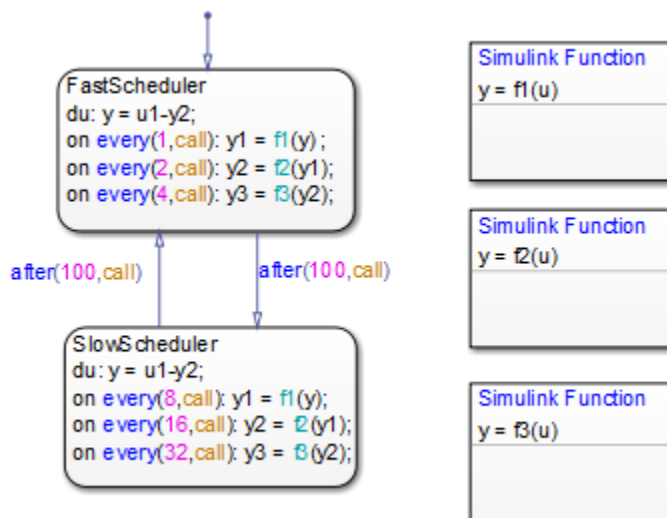 FastScheduler
du: y = u1-y2;
on every(1,call): y1 = f1(y) ;
on every(2,call): y2 = f2(y1);
on every(4,call): y3 = f3(y2);
after(100,call)
after(100,call)
SlowScheduler
du: y = u1-y2;
on every(8,call): y1 = f1(y);
on every(16,call): y2 = f2(y1);
on every(32,call): y3 = f3(y2);
Simulink Function
y = f1(u)
Simulink Function
y = f2(u)
Simulink Function
y = f3(u)